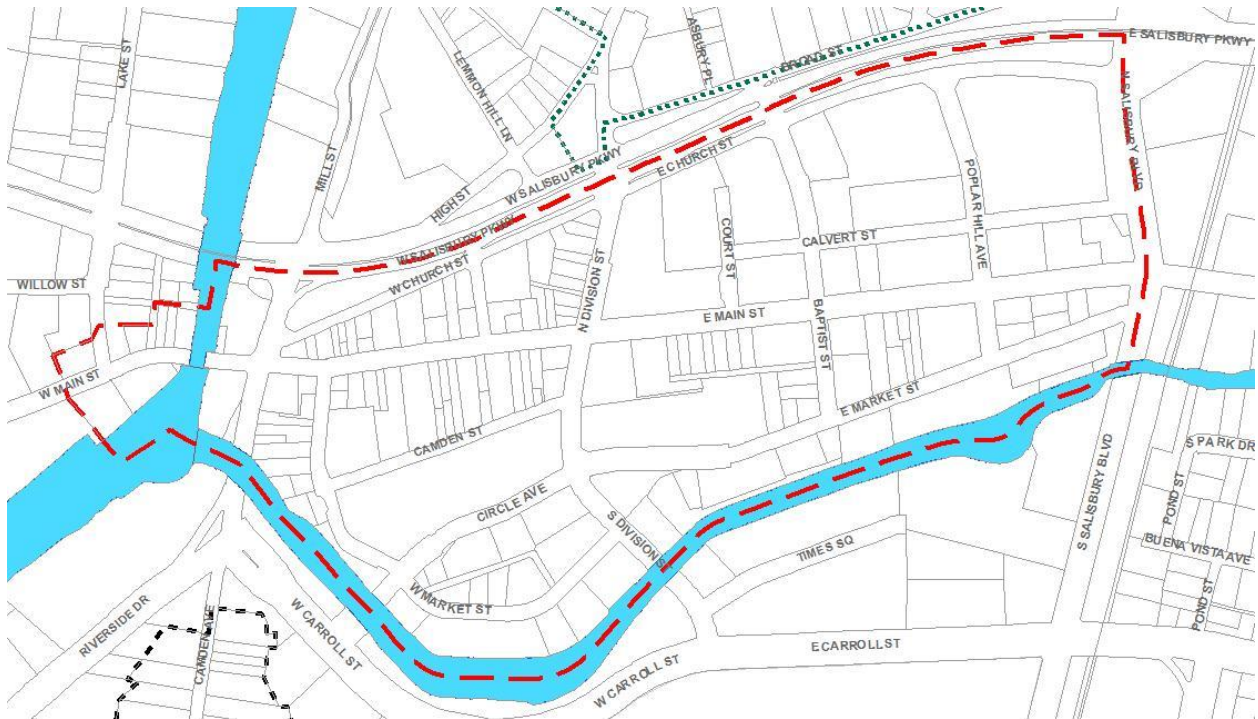 E SALISBURY PKWY
ASBURY PL
LAKE ST
LEMMON HILL LN
BROAD ST
N SALISBURY BLVD
MILL ST
W SALISBURY PKWY
E CHURCH ST
HIGH ST
POPLAR HILL AVE
COURT ST
CALVERT ST
W SALISBURY PKWY
W CHURCH ST
WILLOW ST
N DIVISION ST
E MAIN ST
BAPTIST ST
W MAIN ST
E MARKET ST
CAMDEN ST
S PARK DR
S SALISBURY BLVD
POND ST
CIRCLE AVE
S DIVISION ST
TIMES SQ
BUENA VISTA AVE
W MARKET ST
POND ST
RIVERSIDE DR
CAMDEN AVE
W CARROLL ST
E CARROLL ST
W CARROLL ST